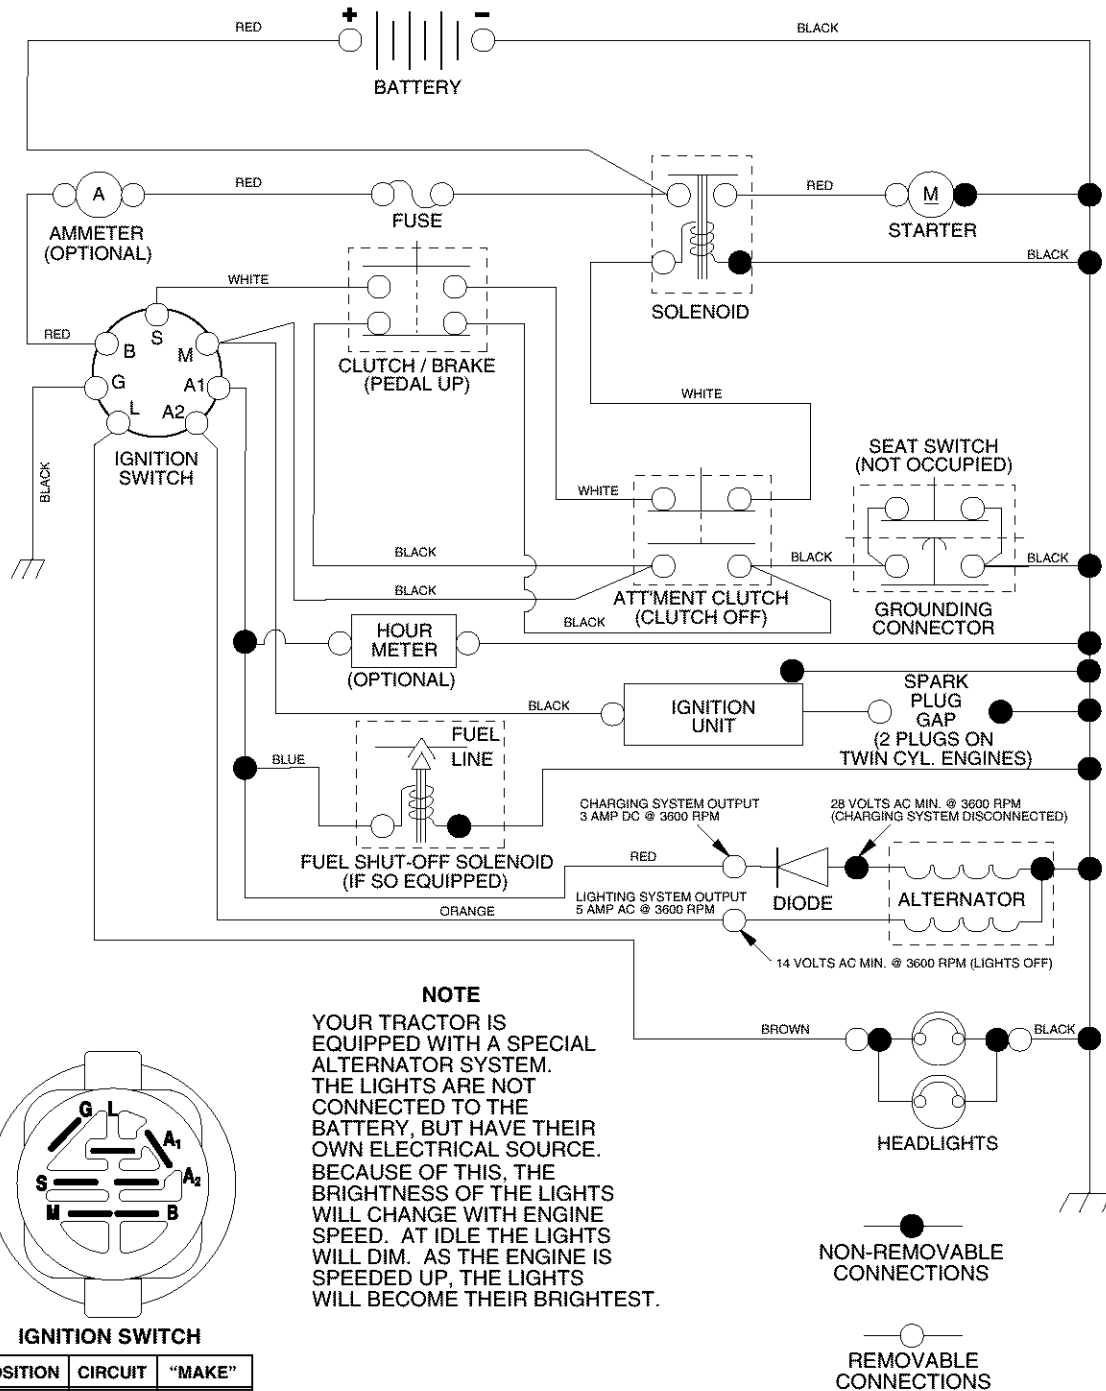 + −
RED
BLACK
BATTERY
RED
RED
A
M
FUSE
AMMETER
(OPTIONAL)
STARTER
BLACK
WHITE
SOLENOID
RED
S
B
M
G
A1
L
A2
CLUTCH / BRAKE
(PEDAL UP)
WHITE
IGNITION
SWITCH
BLACK
SEAT SWITCH
(NOT OCCUPIED)
WHITE
BLACK
BLACK
BLACK
BLACK
BLACK
ATT'MENT CLUTCH
(CLUTCH OFF)
GROUNDING
CONNECTOR
HOUR
METER
(OPTIONAL)
BLACK
IGNITION
UNIT
SPARK
PLUG
GAP
(2 PLUGS ON
TWIN CYL. ENGINES)
FUEL
LINE
BLUE
FUEL SHUT-OFF SOLENOID
(IF SO EQUIPPED)
CHARGING SYSTEM OUTPUT
3 AMP DC @ 3600 RPM
28 VOLTS AC MIN. @ 3600 RPM
(CHARGING SYSTEM DISCONNECTED)
RED
DIODE
ALTERNATOR
LIGHTING SYSTEM OUTPUT
5 AMP AC @ 3600 RPM
ORANGE
14 VOLTS AC MIN. @ 3600 RPM (LIGHTS OFF)
BROWN
BLACK
HEADLIGHTS
NOTE
YOUR TRACTOR IS
EQUIPPED WITH A SPECIAL
ALTERNATOR SYSTEM.
THE LIGHTS ARE NOT
CONNECTED TO THE
BATTERY, BUT HAVE THEIR
OWN ELECTRICAL SOURCE.
BECAUSE OF THIS, THE
BRIGHTNESS OF THE LIGHTS
WILL CHANGE WITH ENGINE
SPEED. AT IDLE THE LIGHTS
WILL DIM. AS THE ENGINE IS
SPEEDED UP, THE LIGHTS
WILL BECOME THEIR BRIGHTEST.
G L
A1
S
A2
M
B
IGNITION SWITCH
OSITION CIRCUIT "MAKE"
NON-REMOVABLE
CONNECTIONS
REMOVABLE
CONNECTIONS